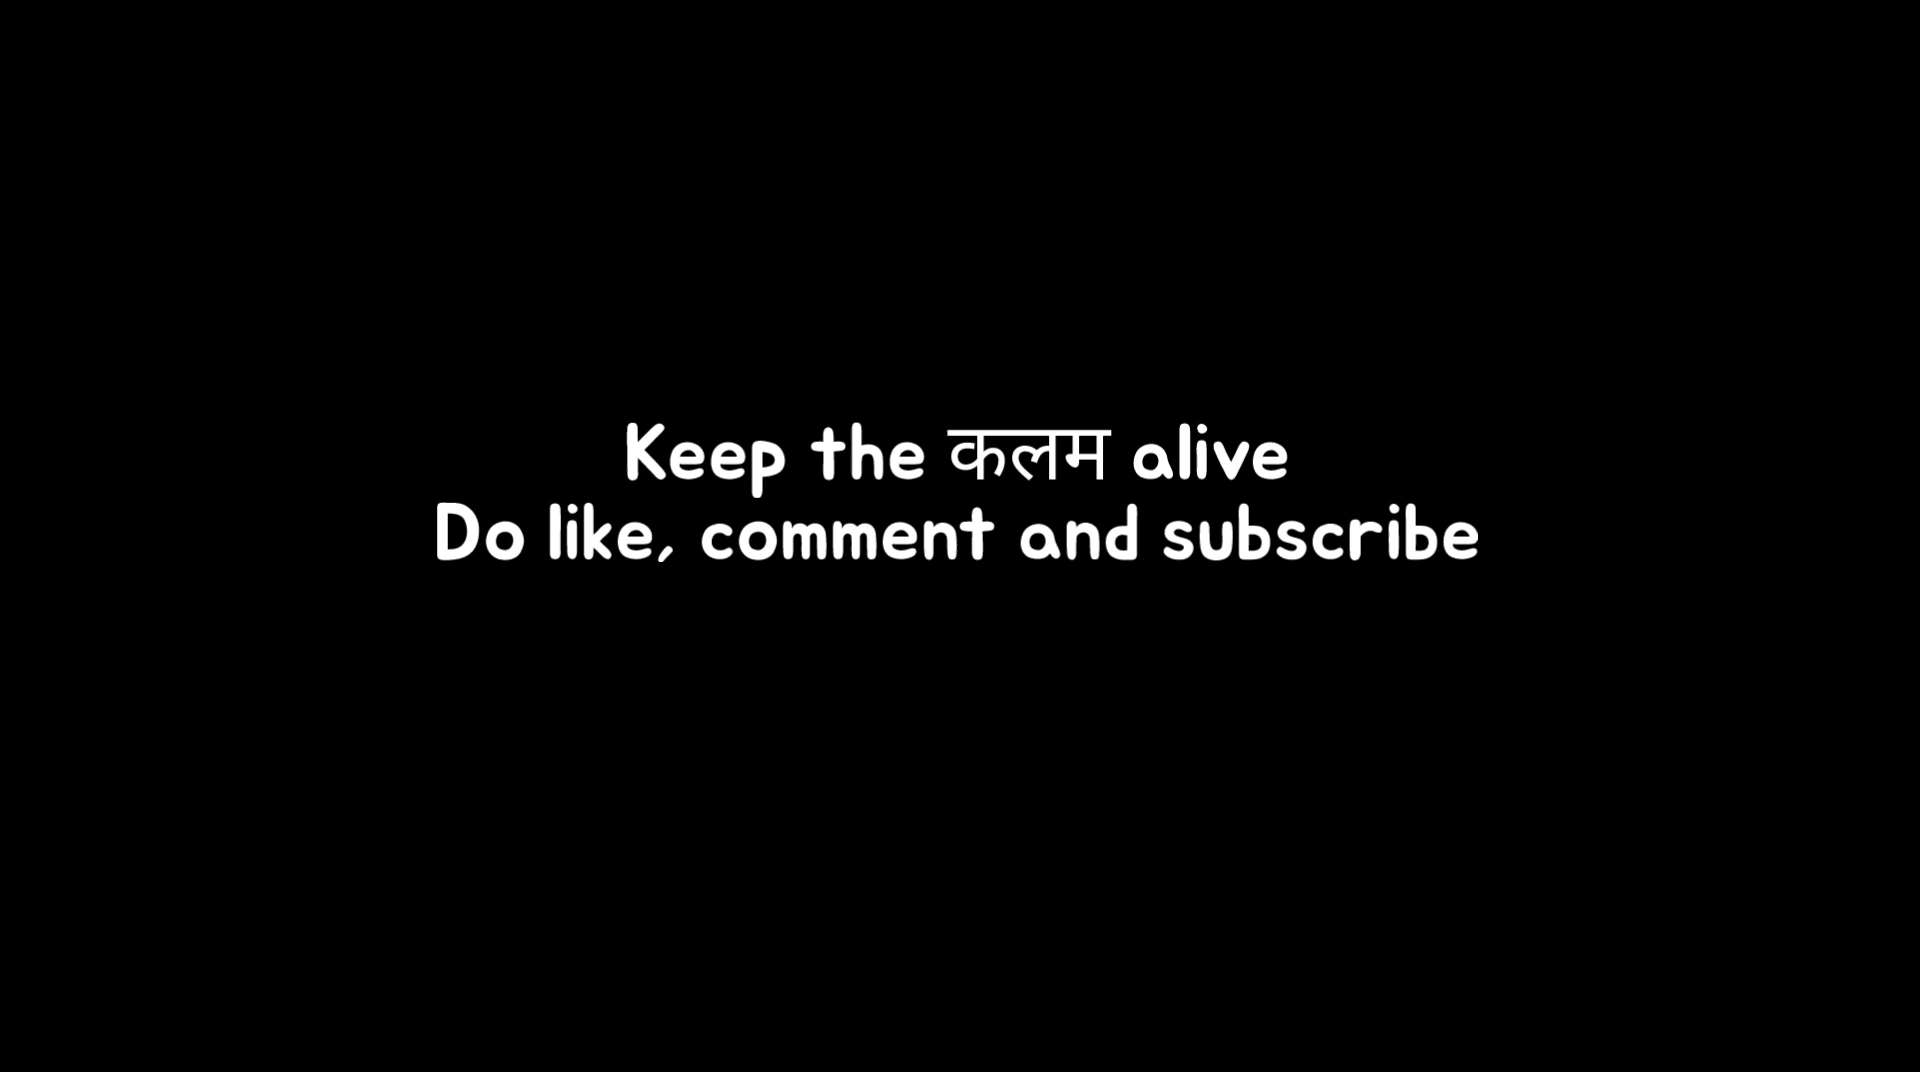 Keep the कलम alive
Do like, comment and subscribe